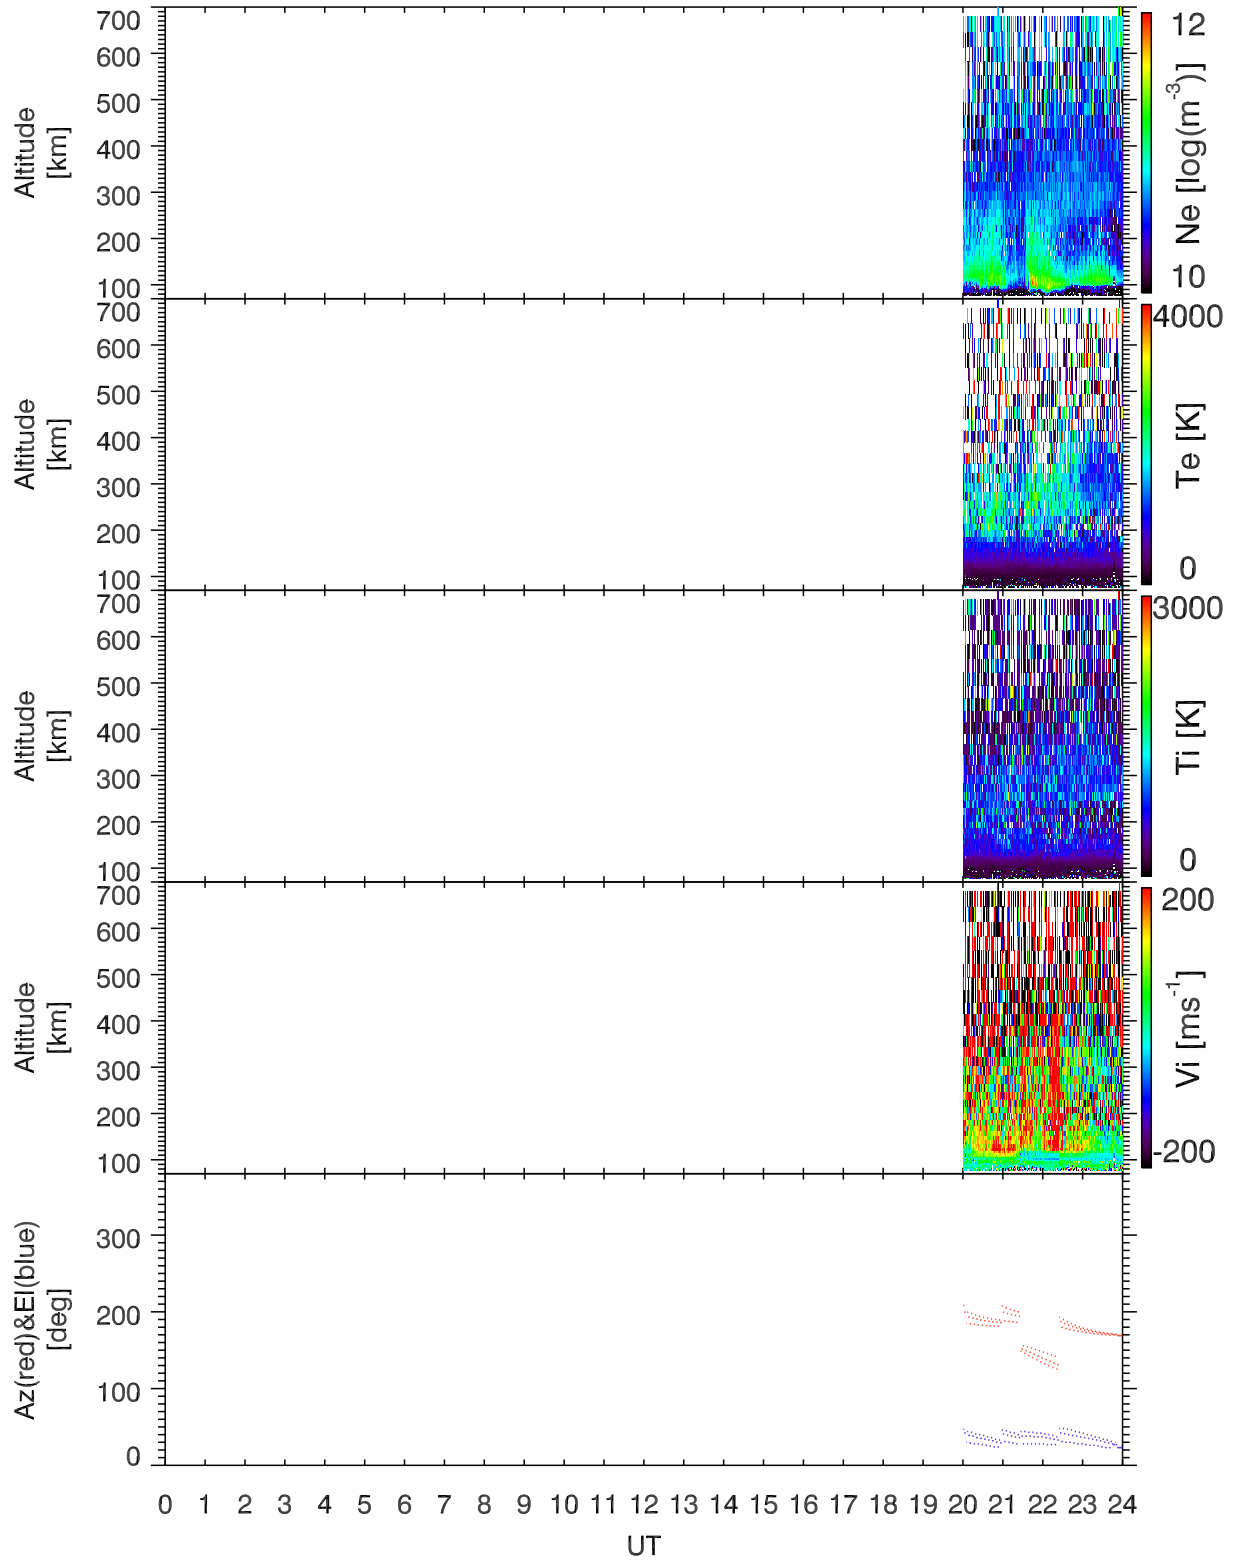 700
600
500
400
300
200
100
Altitude
[km]
12
10
Ne [log(m⁻³)]
700
600
500
400
300
200
100
Altitude
[km]
4000
0
Te [K]
700
600
500
400
300
200
100
Altitude
[km]
3000
0
Ti [K]
700
600
500
400
300
200
100
Altitude
[km]
200
-200
Vi [ms⁻¹]
300
200
100
0
Az(red)&El(blue)
[deg]
0 1 2 3 4 5 6 7 8 9 10 11 12 13 14 15 16 17 18 19 20 21 22 23 24
UT